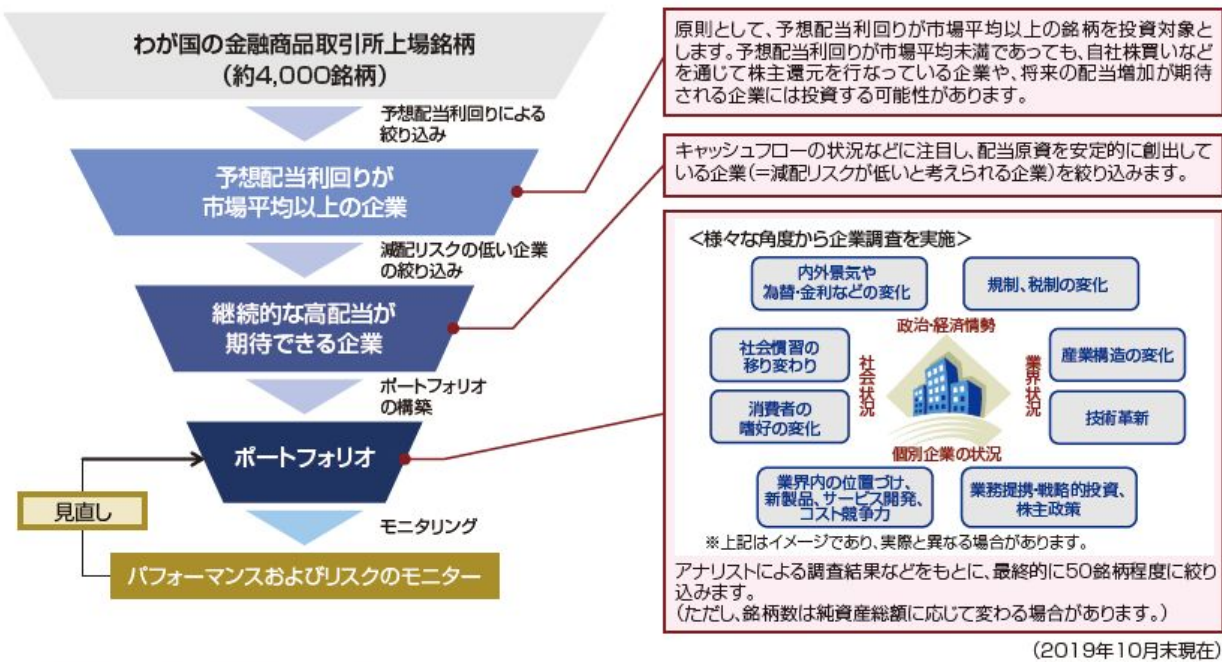 わが国の金融商品取引所上場銘柄
(約4,000銘柄)
予想配当利回りによる
絞り込み
予想配当利回りが
市場平均以上の企業
減配リスクの低い企業
の絞り込み
継続的な高配当が
期待できる企業
ポートフォリオ
の構築
ポートフォリオ
見直し
モニタリング
パフォーマンスおよびリスクのモニター
原則として、予想配当利回りが市場平均以上の銘柄を投資対象と
します。予想配当利回りが市場平均未満であっても、自社株買いなど
を通じて株主還元を行なっている企業や、将来の配当増加が期待
される企業には投資する可能性があります。
キャッシュフローの状況などに注目し、配当原資を安定的に創出して
いる企業(=減配リスクが低いと考えられる企業)を絞り込みます。
<様々な角度から企業調査を実施>
内外景気や
為替・金利などの変化
規制、税制の変化
政治・経済情勢
社会慣習の
移り変わり
社会状況
業界状況
産業構造の変化
消費者の
嗜好の変化
技術革新
個別企業の状況
業界内の位置づけ、
新製品、サービス開発、
コスト競争力
業務提携・戦略的投資、
株主政策
※上記はイメージであり、実際と異なる場合があります。
アナリストによる調査結果などをもとに、最終的に50銘柄程度に絞り
込みます。
(ただし、銘柄数は純資産総額に応じて変わる場合があります。)
(2019年10月末現在)